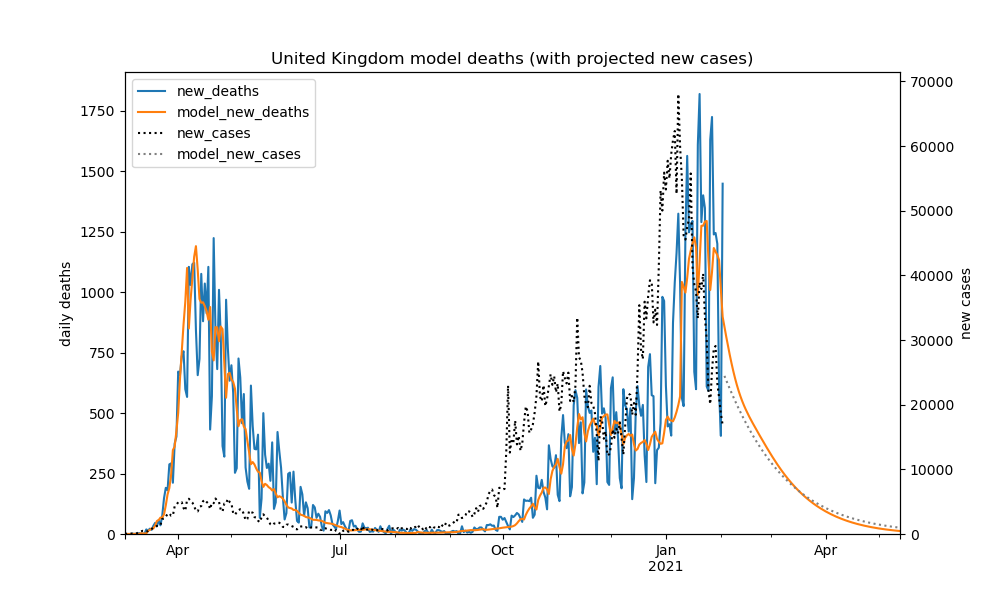 United Kingdom model deaths (with projected new cases)
new_deaths
model_new_deaths
new_cases
model_new_cases
daily deaths
1750
1500
1250
1000
750
500
250
0
70000
60000
50000
40000
30000
20000
10000
0
new cases
Apr
Jul
Oct
Jan
2021
Apr